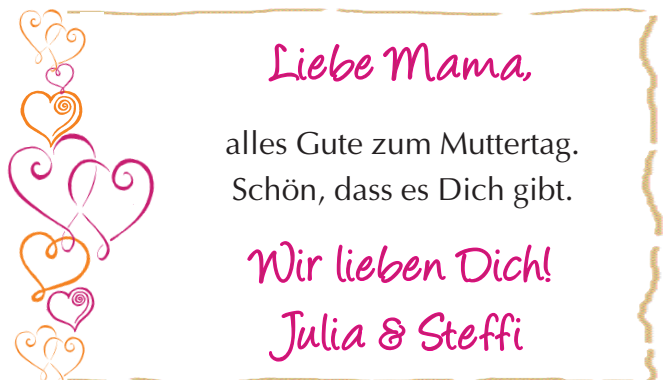 Liebe Mama,
alles Gute zum Muttertag.
Schön, dass es Dich gibt.
Wir lieben Dich!
Julia & Steffi